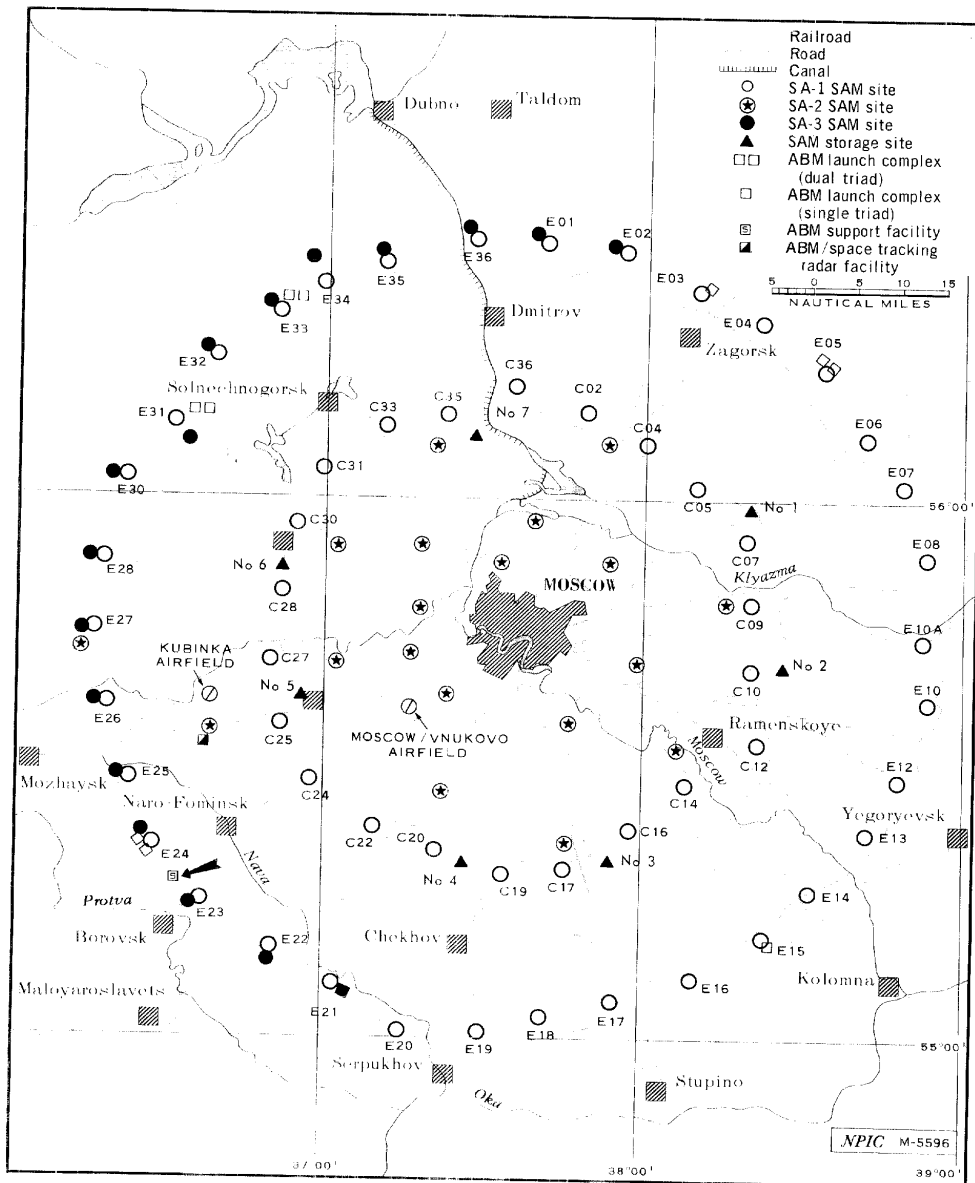 Railroad
Road
Canal
SA-1 SAM site
SA-2 SAM site
SA-3 SAM site
SAM storage site
ABM launch complex
(dual triad)
ABM launch complex
(single triad)
ABM support facility
ABM/space tracking
radar facility
5 0 5 10 15
NAUTICAL MILES
Dubno
Taldom
E01
E02
E36
E35
E34
E03
E33
E04
Dmitrov
Zagorsk
E05
E32
Solnechnogorsk
C36
C35
C02
E31
C33
No 7
C04
E06
C31
E07
E30
C05
No 1
56°00'
C30
C07
E28
No 6
MOSCOW
Klyazma
E08
C28
C09
E27
E10A
KUBINKA
AIRFIELD
C27
No 5
No 2
C10
E26
E10
C25
MOSCOW/VNUKOVO
AIRFIELD
Ramenskoye
Moscow
C12
Mozhaysk
E25
C24
E12
C14
Naro-Fominsk
Yegoryevsk
C22
C20
C16
E13
E24
Nava
No 4
No 3
C19
C17
S
Protva
E23
E14
Borovsk
E22
Chekhov
E15
Maloyaroslavets
E21
E16
Kolomna
E20
E19
E18
E17
55°00'
Serpukhov
Oka
Stupino
NPIC M-5596
37°00'
38°00'
39°00'